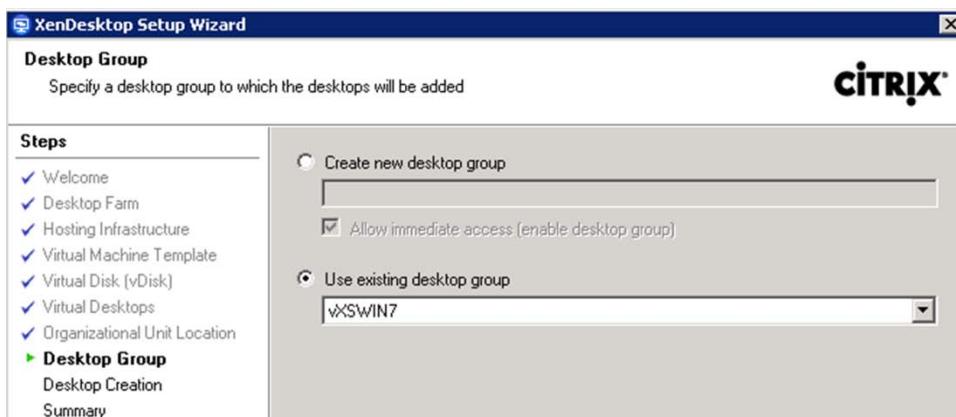 XenDesktop Setup Wizard
Desktop Group
Specify a desktop group to which the desktops will be added
CİTRIX
Steps
Welcome
Desktop Farm
Hosting Infrastructure
Virtual Machine Template
Virtual Disk (vDisk)
Virtual Desktops
Organizational Unit Location
Desktop Group
Desktop Creation
Summary
Create new desktop group
Allow immediate access (enable desktop group)
Use existing desktop group
vXSWIN7